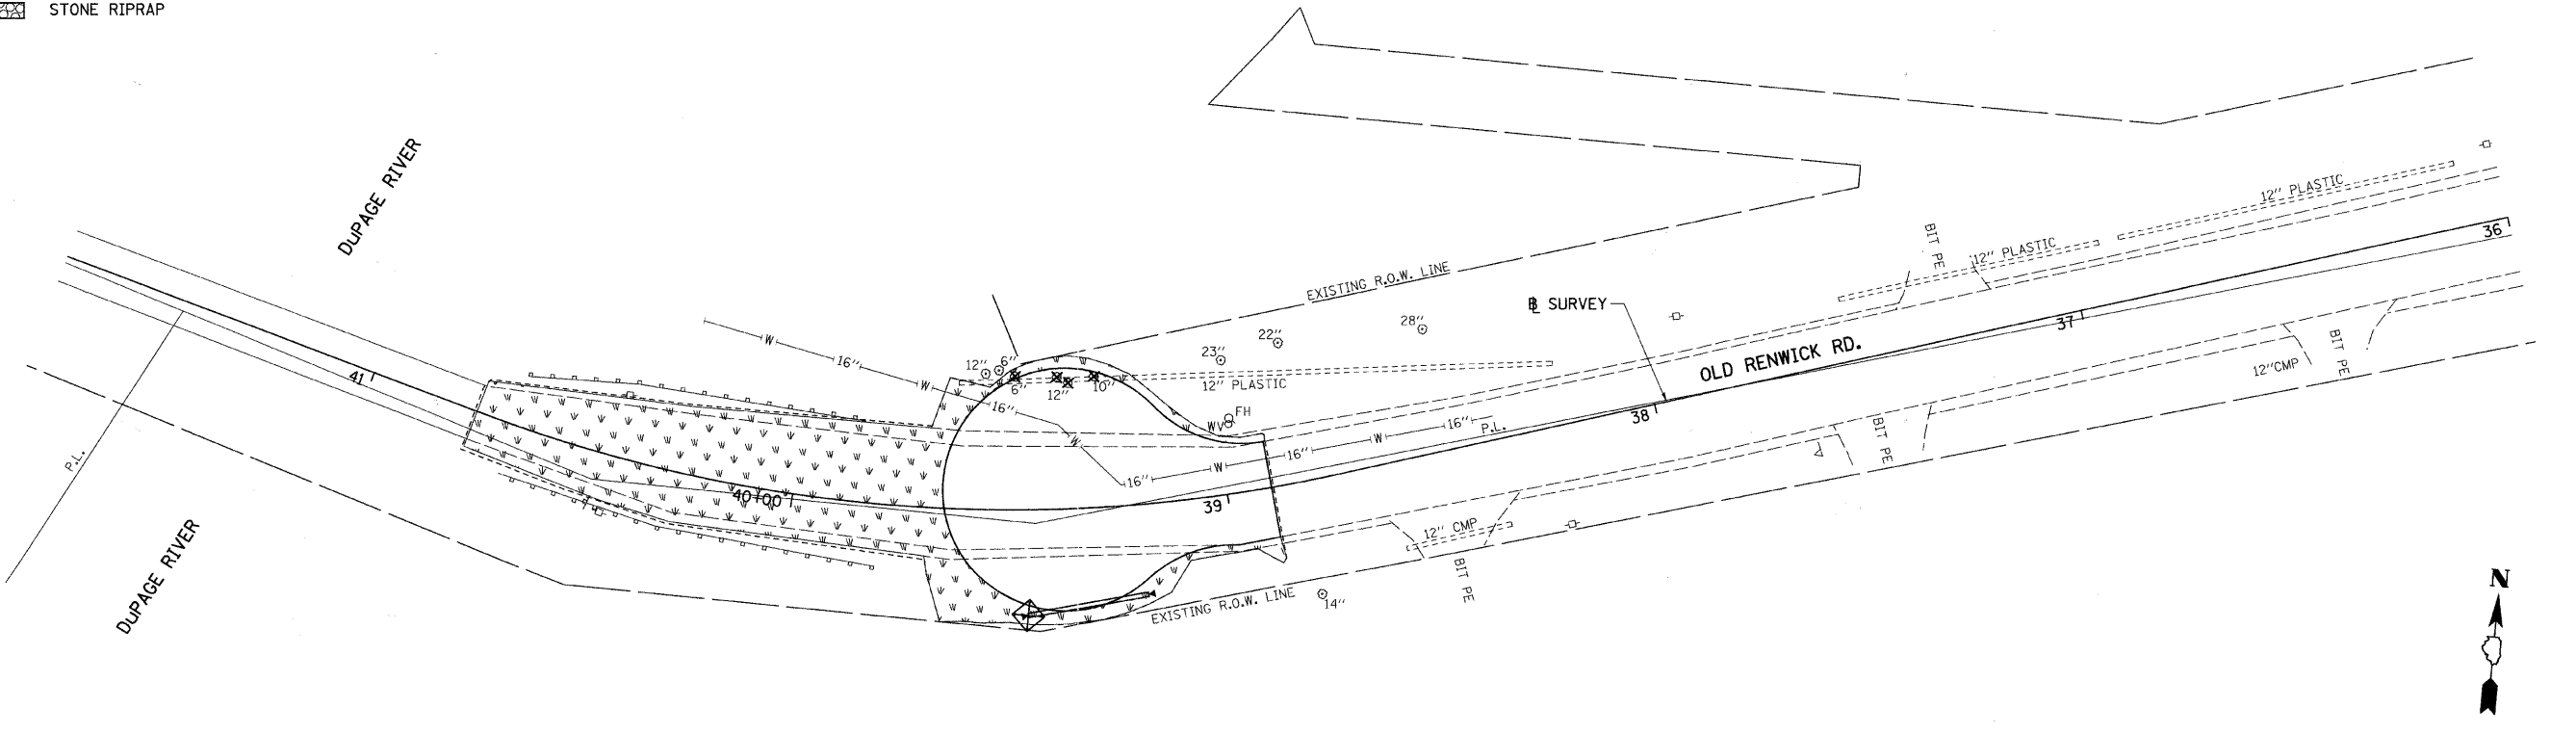 STONE RIPRAP
DuPAGE RIVER
12" PLASTIC
BIT PE
12" PLASTIC
36
EXISTING R.O.W. LINE
℄ SURVEY
28"
22"
23"
W
16"
12"
6"
W
37
OLD RENWICK RD.
41
6"
12"
10"
12" PLASTIC
12"CMP
BIT PE
16"
FH
WV
W
38
16"
W
16"
P.L.
BIT PE
P.L.
16"
W
40+00
39
12" CMP
DuPAGE RIVER
BIT PE
EXISTING R.O.W. LINE
14"
N